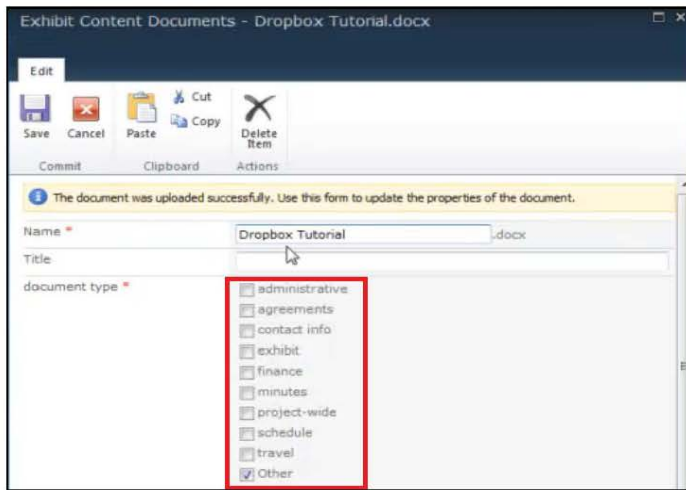 Exhibit Content Documents - Dropbox Tutorial.docx
Edit
Save Cancel Paste Cut Copy Delete Item
Commit Clipboard Actions
The document was uploaded successfully. Use this form to update the properties of the document.
Name * Dropbox Tutorial .docx
Title
document type * administrative
agreements
contact info
exhibit
finance
minutes
project-wide
schedule
travel
Other